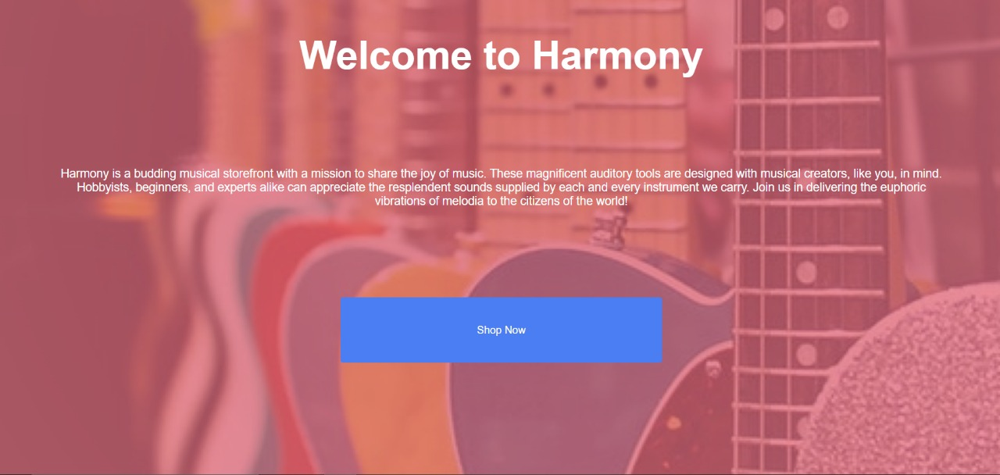 Welcome to Harmony
Harmony is a budding musical storefront with a mission to share the joy of music. These magnificent auditory tools are designed with musical creators, like you, in mind.
Hobbyists, beginners, and experts alike can appreciate the resplendent sounds supplied by each and every instrument we carry. Join us in delivering the euphoric
vibrations of melodia to the citizens of the world!
Shop Now